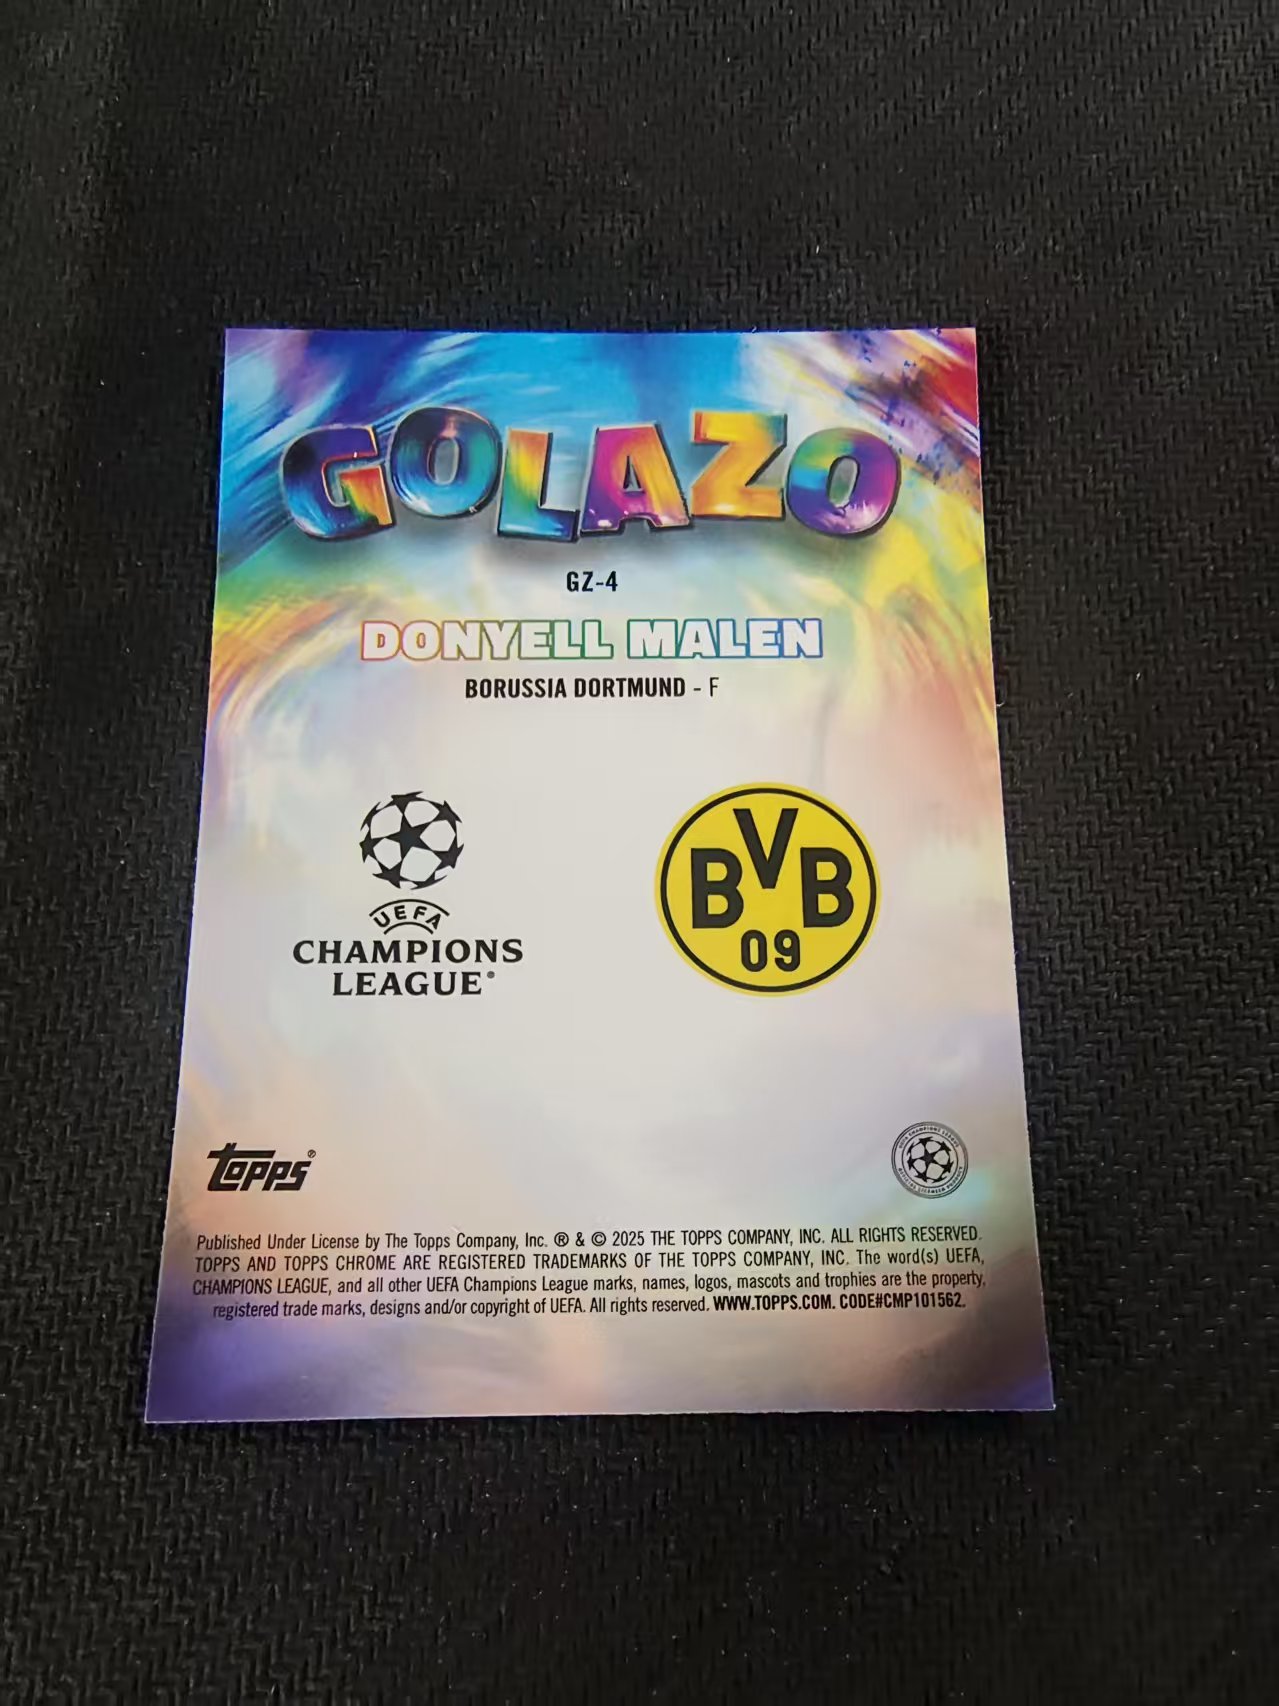 GOLAZO
GZ-4
DONYELL MALEN
BORUSSIA DORTMUND - F
UEFA
CHAMPIONS
LEAGUE®
BVB
09
topps®
Published Under License by The Topps Company, Inc. ® & © 2025 THE TOPPS COMPANY, INC. ALL RIGHTS RESERVED.
TOPPS AND TOPPS CHROME ARE REGISTERED TRADEMARKS OF THE TOPPS COMPANY, INC. The word(s) UEFA,
CHAMPIONS LEAGUE, and all other UEFA Champions League marks, names, logos, mascots and trophies are the property,
registered trade marks, designs and/or copyright of UEFA. All rights reserved. WWW.TOPPS.COM. CODE#CMP101562.